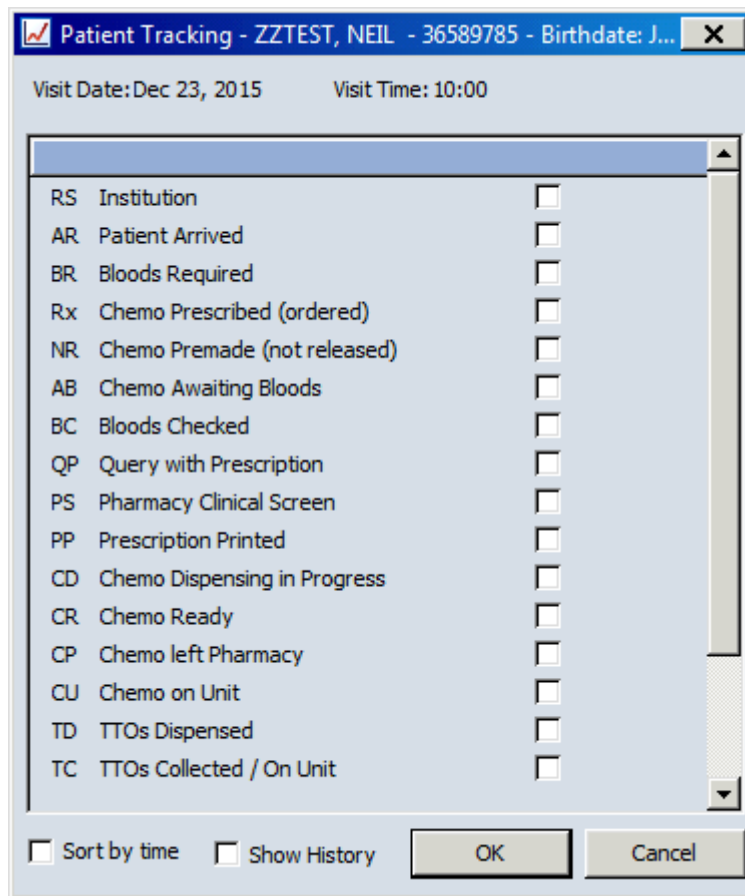 Patient Tracking - ZZTEST, NEIL - 36589785 - Birthdate: J...
Visit Date: Dec 23, 2015 Visit Time: 10:00
RS Institution
AR Patient Arrived
BR Bloods Required
Rx Chemo Prescribed (ordered)
NR Chemo Premade (not released)
AB Chemo Awaiting Bloods
BC Bloods Checked
QP Query with Prescription
PS Pharmacy Clinical Screen
PP Prescription Printed
CD Chemo Dispensing in Progress
CR Chemo Ready
CP Chemo left Pharmacy
CU Chemo on Unit
TD TTOs Dispensed
TC TTOs Collected / On Unit
Sort by time Show History OK Cancel